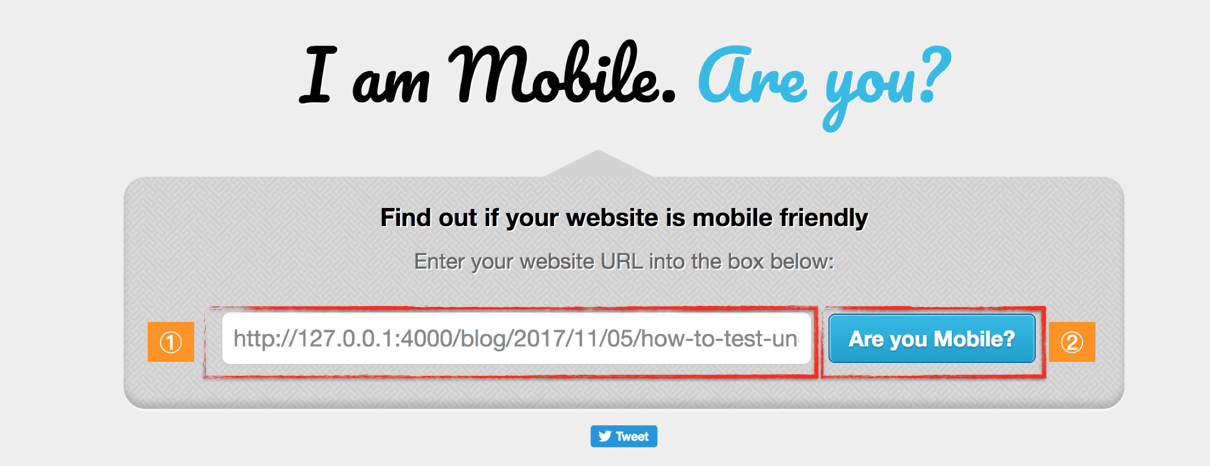 I am Mobile. Are you?
Find out if your website is mobile friendly
Enter your website URL into the box below:
① http://127.0.0.1:4000/blog/2017/11/05/how-to-test-un Are you Mobile? ②
Tweet